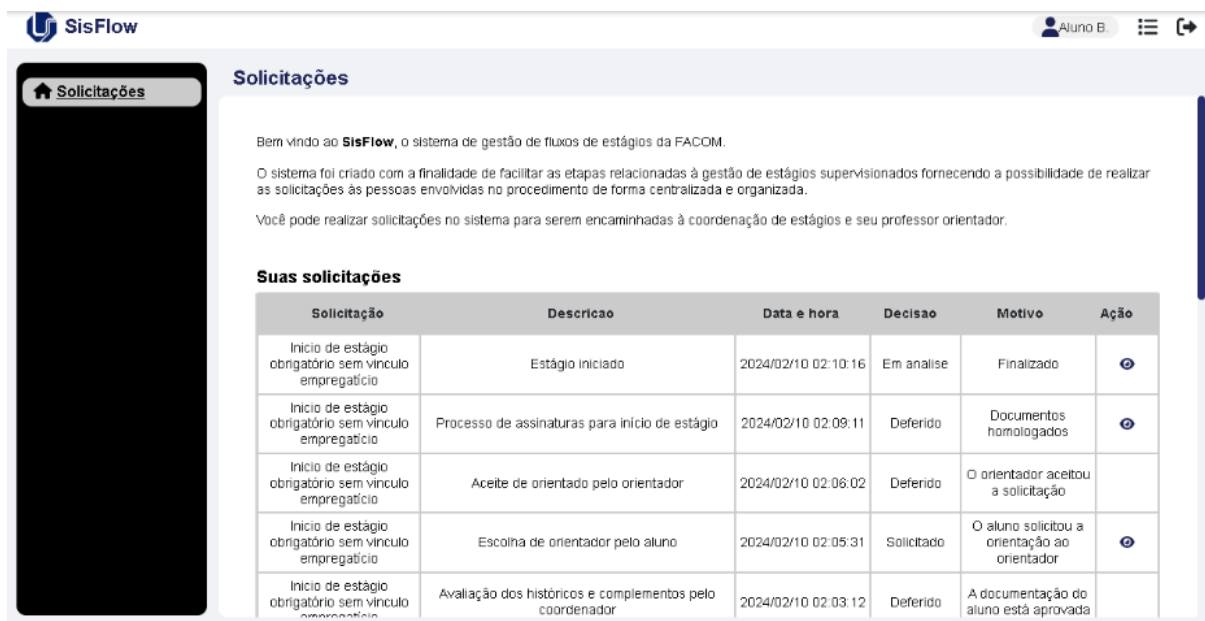 SisFlow
Aluno B.
Solicitações
Solicitações
Bem vindo ao SisFlow, o sistema de gestão de fluxos de estágios da FACOM.
O sistema foi criado com a finalidade de facilitar as etapas relacionadas à gestão de estágios supervisionados fornecendo a possibilidade de realizar
as solicitações às pessoas envolvidas no procedimento de forma centralizada e organizada.
Você pode realizar solicitações no sistema para serem encaminhadas à coordenação de estágios e seu professor orientador.
Suas solicitações
Solicitação Descricao Data e hora Decisao Motivo Ação
Inicio de estágio
obrigatório sem vinculo
empregatício
Estágio iniciado
2024/02/10 02:10:16
Em analise
Finalizado
Inicio de estágio
obrigatório sem vinculo
empregatício
Processo de assinaturas para início de estágio
2024/02/10 02:09:11
Deferido
Documentos
homologados
Inicio de estágio
obrigatório sem vinculo
empregatício
Aceite de orientado pelo orientador
2024/02/10 02:06:02
Deferido
O orientador aceitou
a solicitação
Inicio de estágio
obrigatório sem vinculo
empregatício
Escolha de orientador pelo aluno
2024/02/10 02:05:31
Solicitado
O aluno solicitou a
orientação ao
orientador
Inicio de estágio
obrigatório sem vinculo
empregatício
Avaliação dos históricos e complementos pelo
coordenador
2024/02/10 02:03:12
Deferido
A documentação do
aluno está aprovada